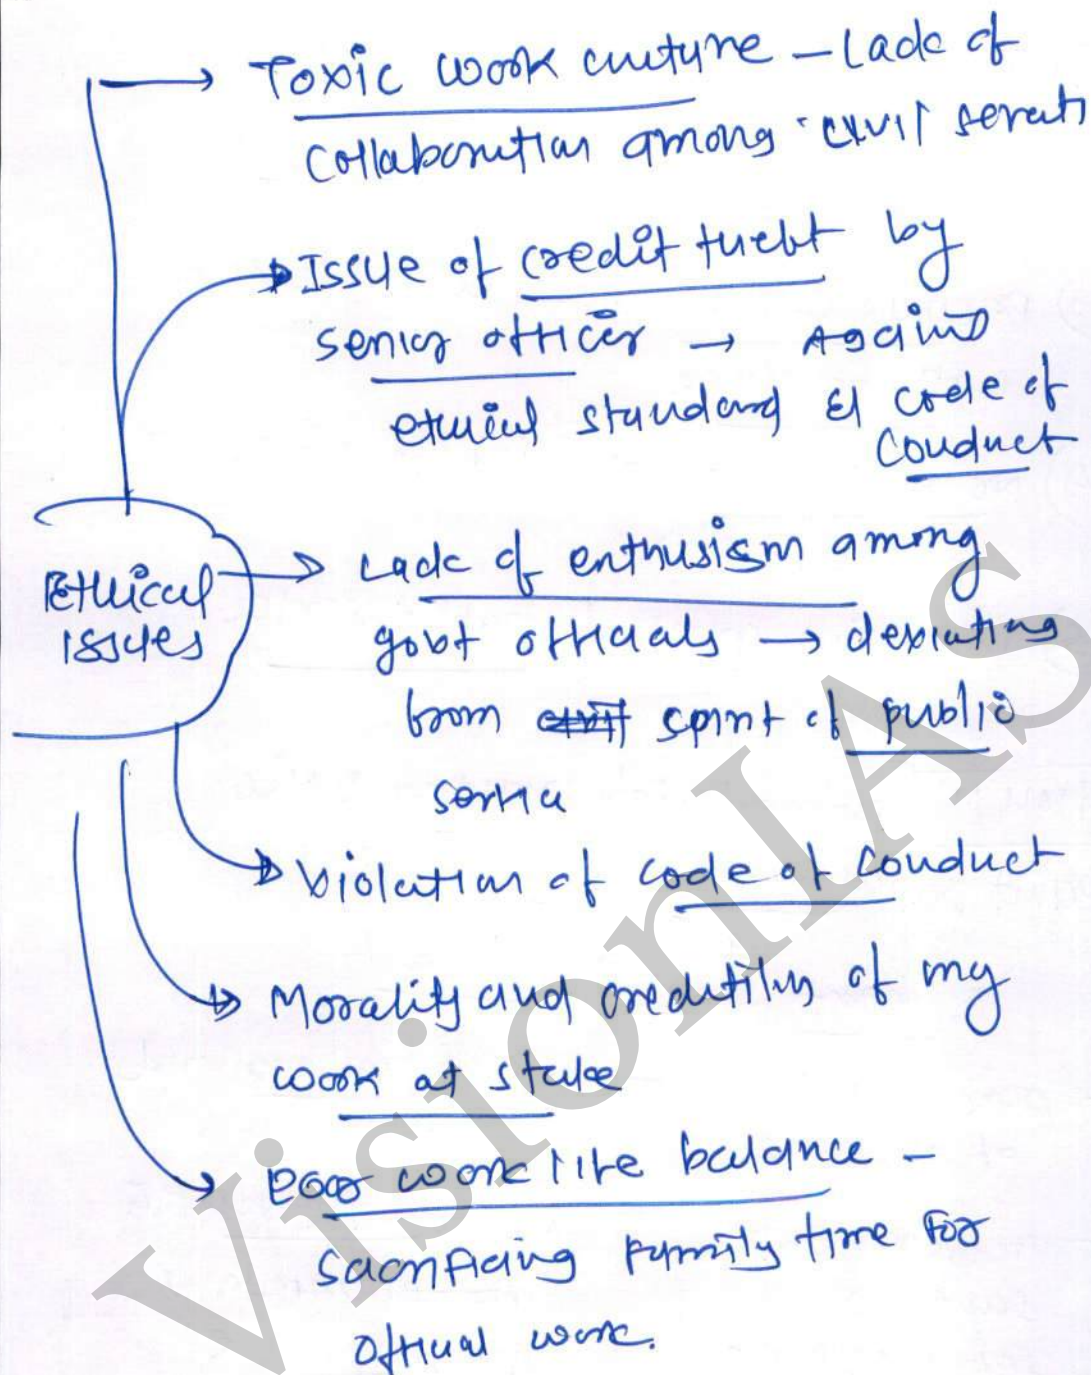 Toxic work culture – Lack of
collaboration among civil servants
Issue of credit theft by
senior officer → Against
ethical standard & code of
conduct
Ethical
issues
Lack of enthusism among
govt officials → deviating
from spirit of public
service
Violation of code of conduct
Morality and credibility of my
work at stake
Poor work life balance –
sacrificing family time for
official work.
VisionIAS